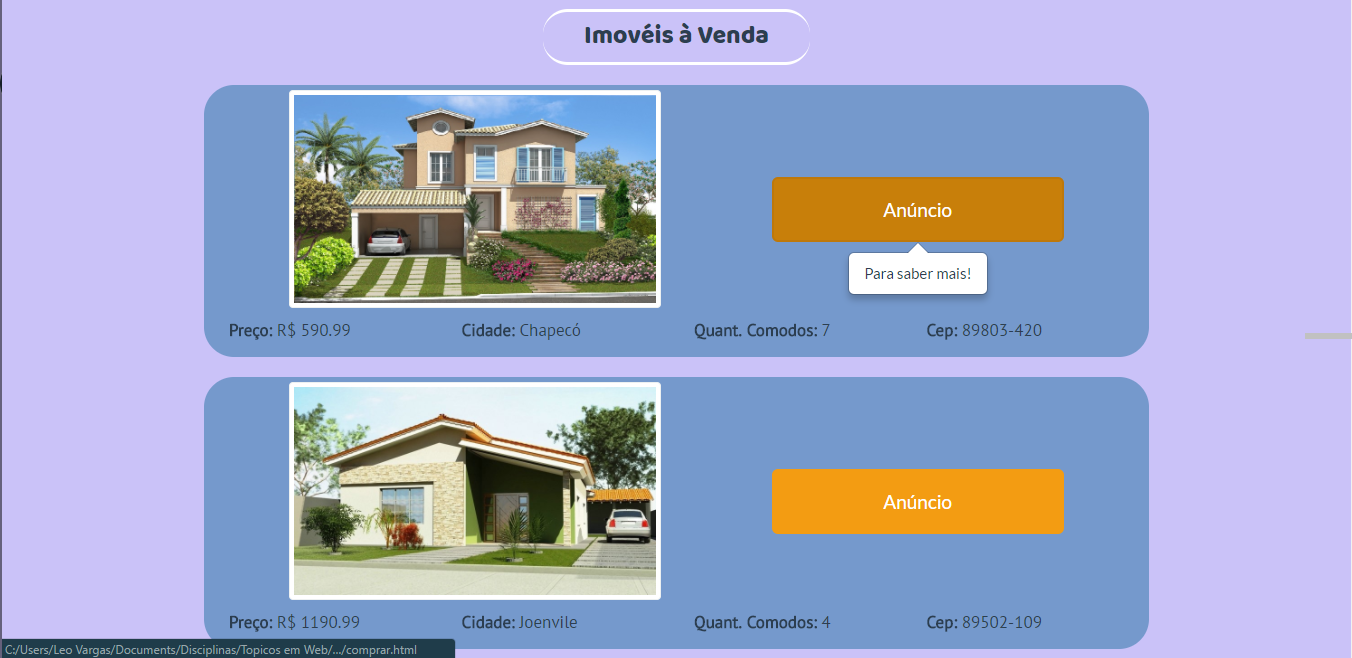 Imovéis à Venda
Anúncio
Para saber mais!
Preço: R$ 590.99 Cidade: Chapecó Quant. Comodos: 7 Cep: 89803-420
Anúncio
Preço: R$ 1190.99 Cidade: Joenvile Quant. Comodos: 4 Cep: 89502-109
C:/Users/Leo Vargas/Documents/Disciplinas/Topicos em Web/.../comprar.html